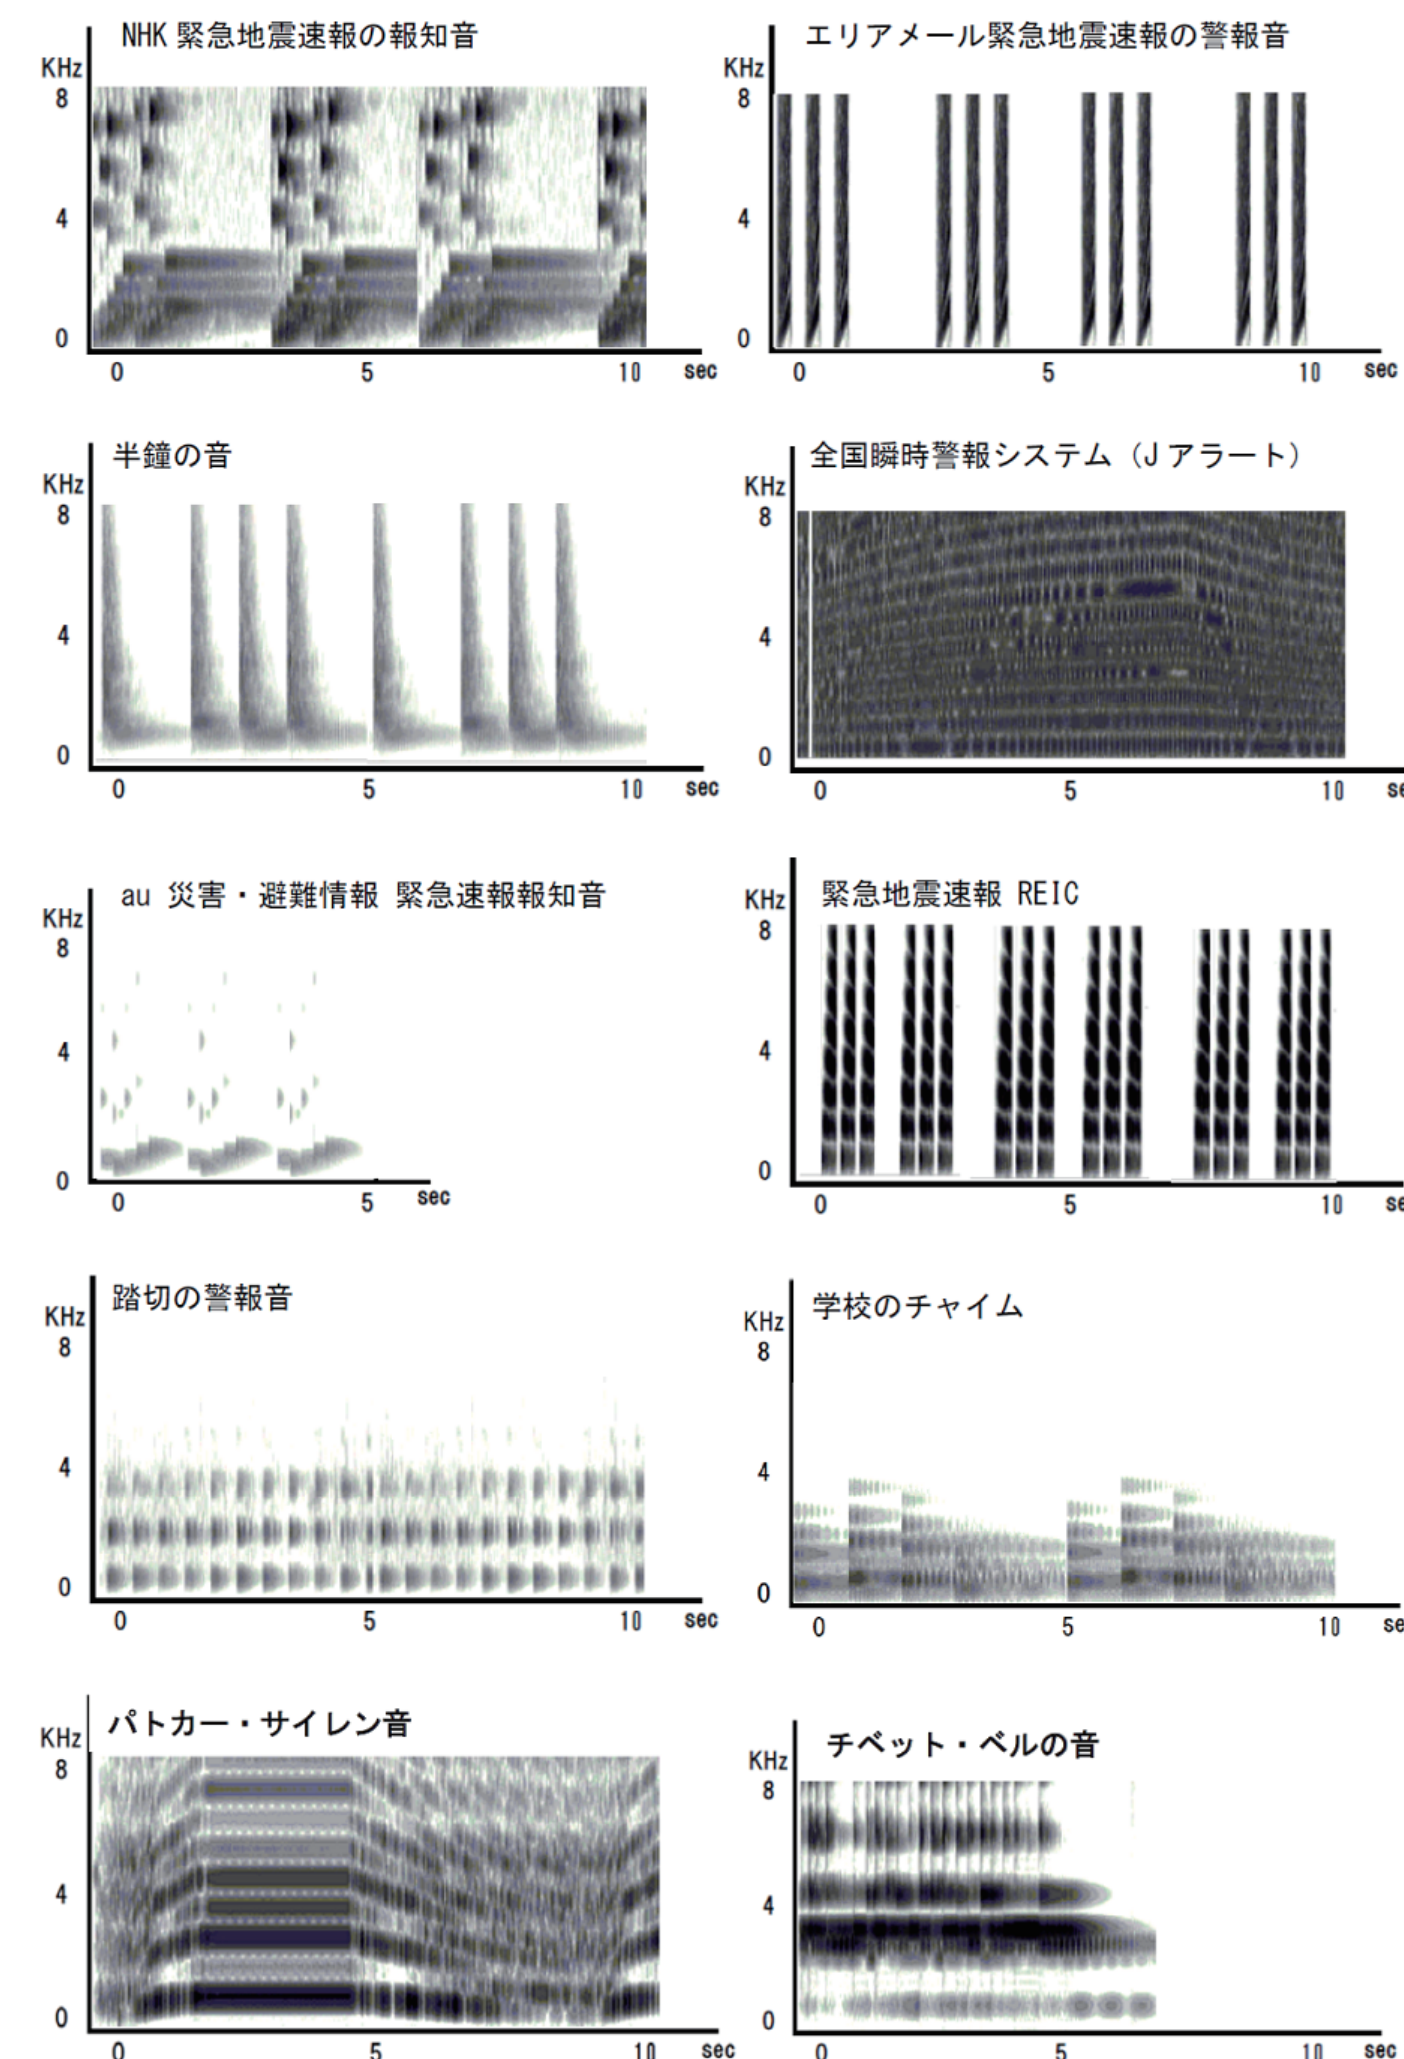 NHK 緊急地震速報の報知音
KHz
8
4
0
0 5 10 sec
エリアメール緊急地震速報の警報音
KHz
8
4
0
0 5 10 sec
半鐘の音
KHz
8
4
0
0 5 10 sec
全国瞬時警報システム（Jアラート）
KHz
8
4
0
0 5 10 se
au 災害・避難情報 緊急速報報知音
KHz
8
4
0
0 5 sec
緊急地震速報 REIC
KHz
8
4
0
0 5 10 se
踏切の警報音
KHz
8
4
0
0 5 10 sec
学校のチャイム
KHz
8
4
0
0 5 10 se
パトカー・サイレン音
KHz
8
4
0
0 5 10 sec
チベット・ベルの音
KHz
8
4
0
0 5 10 sec